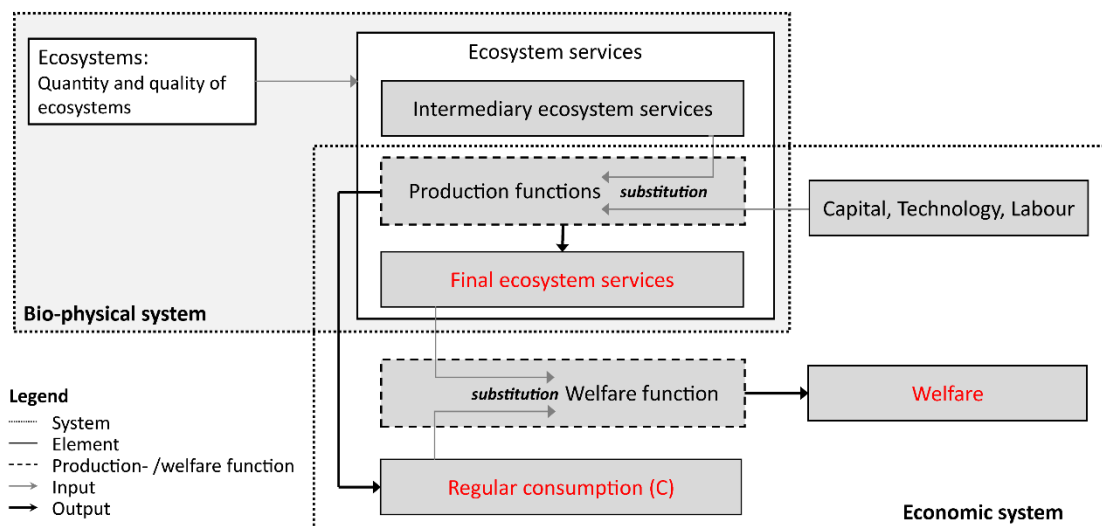 Ecosystems:
Quantity and quality of
ecosystems
Ecosystem services
Intermediary ecosystem services
Production functions substitution
Capital, Technology, Labour
Final ecosystem services
Bio-physical system
substitution Welfare function
Welfare
Regular consumption (C)
Economic system
Legend
System
Element
Production- /welfare function
Input
Output